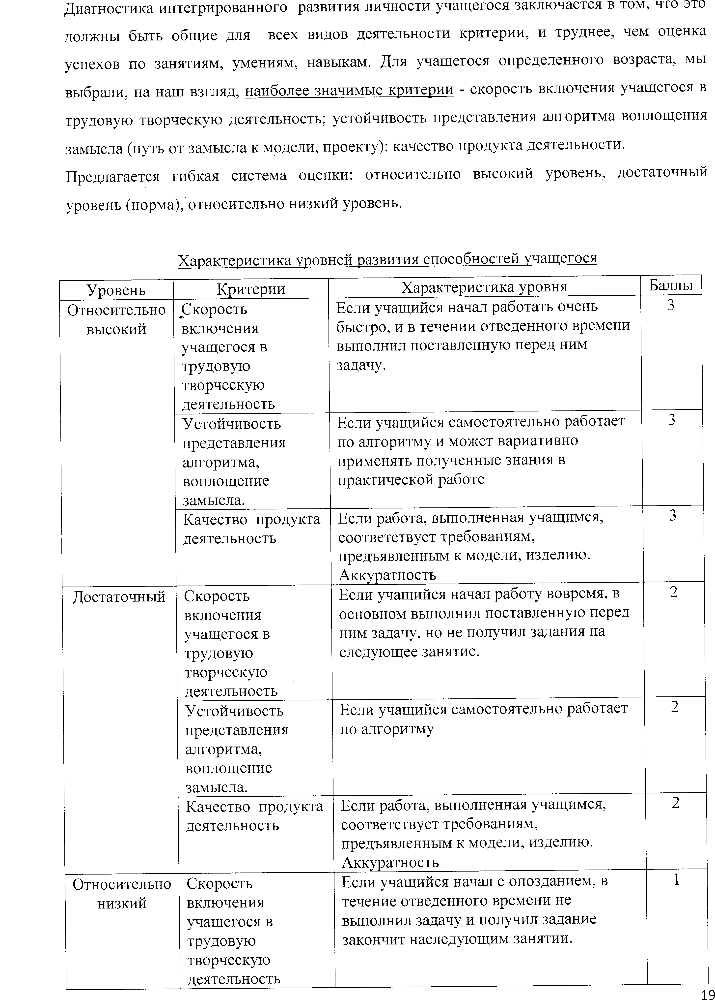 Диагностика интегрированного развития личности учащегося заключается в том, что это
должны быть общие для всех видов деятельности критерии, и труднее, чем оценка
успехов по занятиям, умениям, навыкам. Для учащегося определенного возраста, мы
выбрали, на наш взгляд, наиболее значимые критерии - скорость включения учащегося в
трудовую творческую деятельность; устойчивость представления алгоритма воплощения
замысла (путь от замысла к модели, проекту): качество продукта деятельности.
Предлагается гибкая система оценки: относительно высокий уровень, достаточный
уровень (норма), относительно низкий уровень.
Характеристика уровней развития способностей учащегося
Уровень
Критерии
Характеристика уровня
Баллы
Относительно
высокий
Скорость
включения
учащегося в
трудовую
творческую
деятельность
Если учащийся начал работать очень
быстро, и в течении отведенного времени
выполнил поставленную перед ним
задачу.
3
Устойчивость
представления
алгоритма,
воплощение
замысла.
Если учащийся самостоятельно работает
по алгоритму и может вариативно
применять полученные знания в
практической работе
3
Качество продукта
деятельность
Если работа, выполненная учащимся,
соответствует требованиям,
предъявленным к модели, изделию.
Аккуратность
3
Достаточный
Скорость
включения
учащегося в
трудовую
творческую
деятельность
Если учащийся начал работу вовремя, в
основном выполнил поставленную перед
ним задачу, но не получил задания на
следующее занятие.
2
Устойчивость
представления
алгоритма,
воплощение
замысла.
Если учащийся самостоятельно работает
по алгоритму
2
Качество продукта
деятельность
Если работа, выполненная учащимся,
соответствует требованиям,
предъявленным к модели, изделию.
Аккуратность
2
Относительно
низкий
Скорость
включения
учащегося в
трудовую
творческую
деятельность
Если учащийся начал с опозданием, в
течение отведенного времени не
выполнил задачу и получил задание
закончит наследующим занятии.
1
19